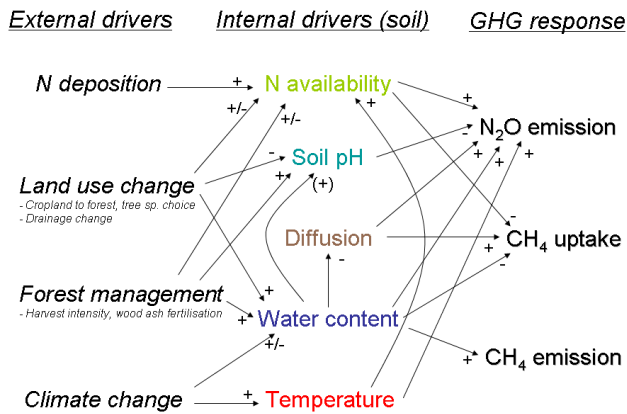 External drivers Internal drivers (soil) GHG response
N deposition + N availability +
+/- + +/-
- N₂O emission
- Soil pH + +
Land use change + (+)
- Cropland to forest, tree sp. choice
- Drainage change
Diffusion - + CH₄ uptake
- -
Forest management +
- Harvest intensity, wood ash fertilisation + Water content
+/- + CH₄ emission
Climate change + Temperature